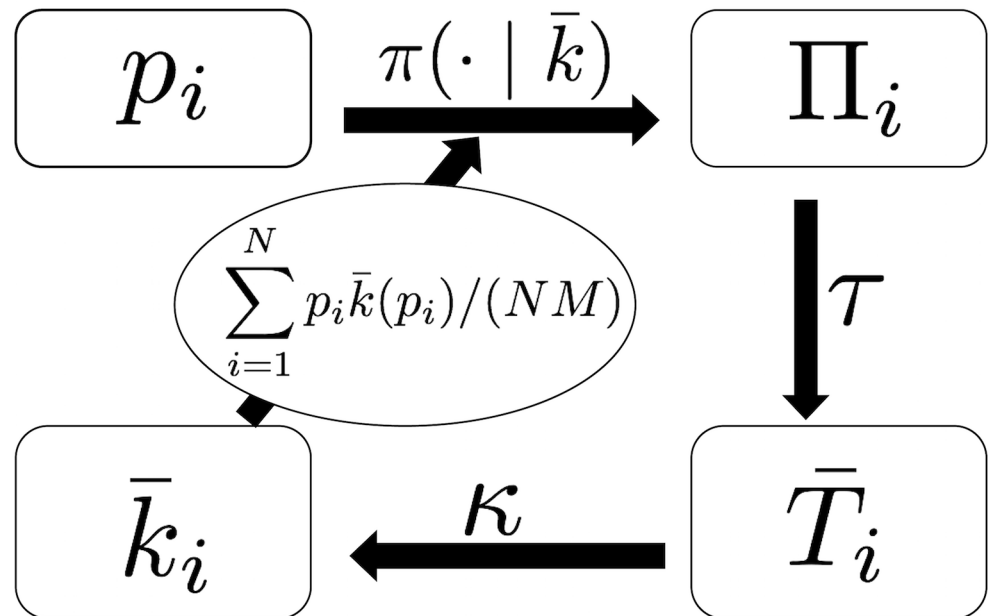 p_i
π(· | k̄)
Π_i
∑_{i=1}^{N} p_i k̄(p_i)/(NM)
τ
k̄_i
κ
T̄_i